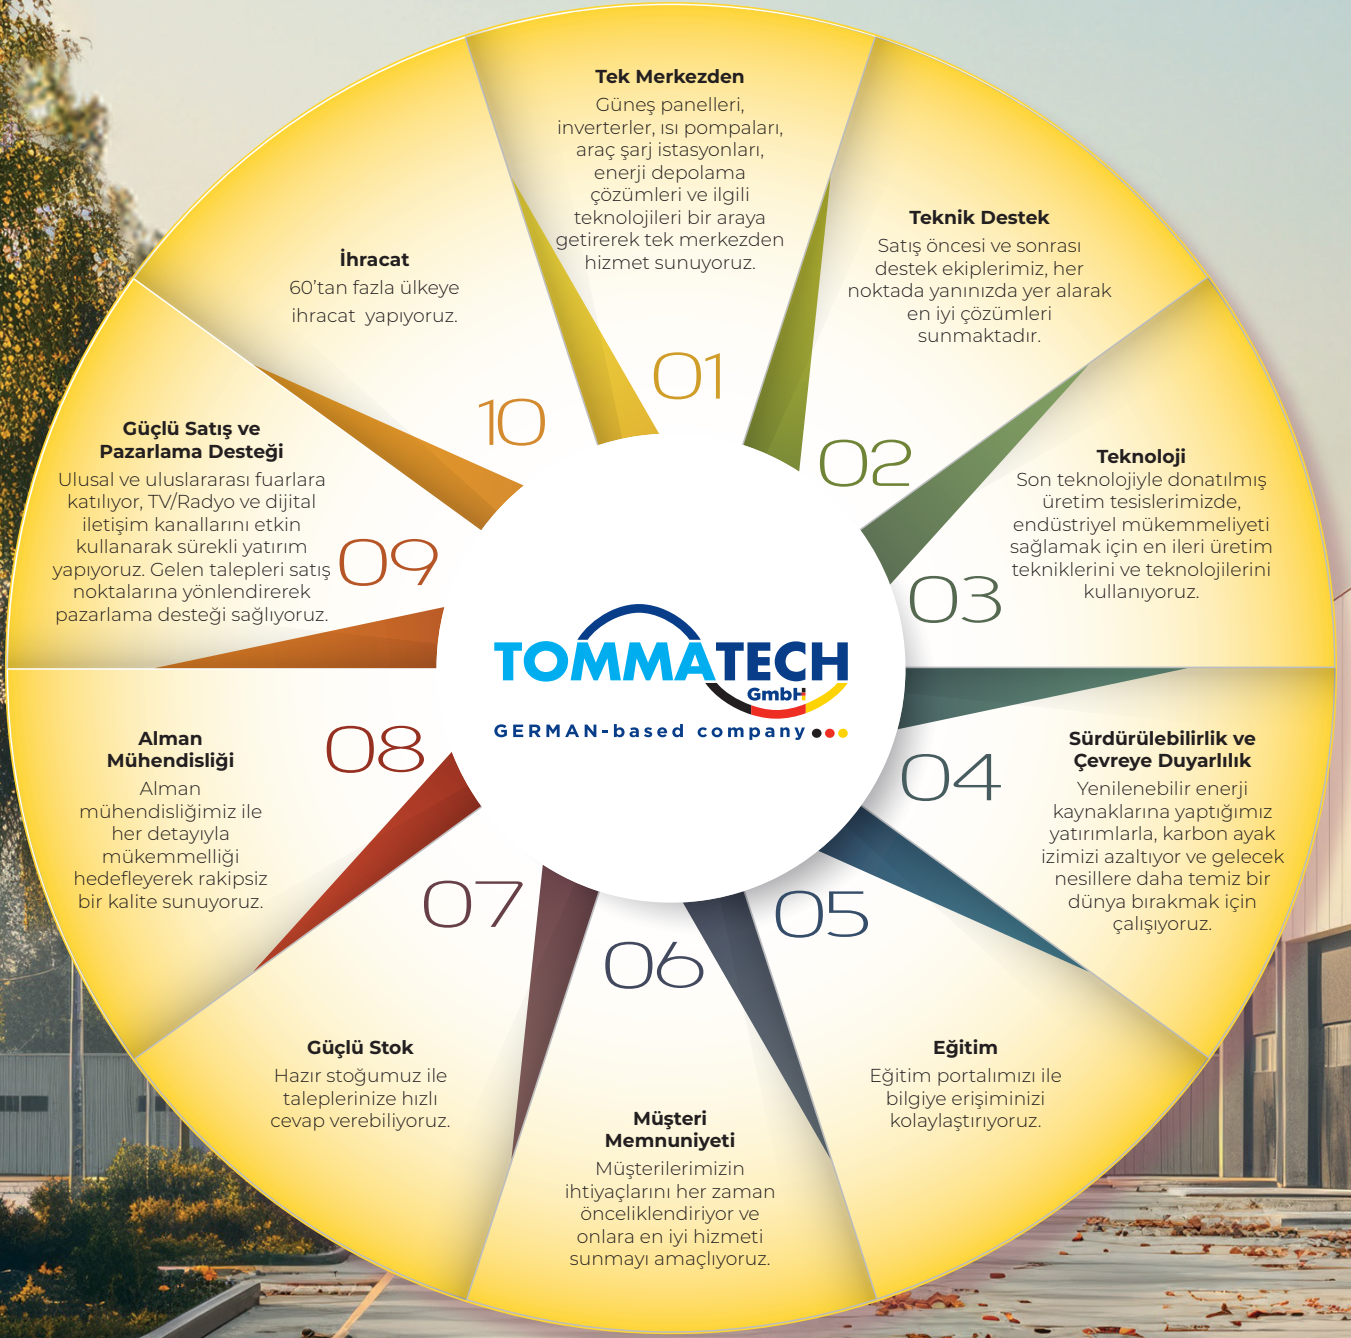 Tek Merkezden
Güneş panelleri,
inverterler, ısı pompaları,
araç şarj istasyonları,
enerji depolama
çözümleri ve ilgili
teknolojileri bir araya
getirerek tek merkezden
hizmet sunuyoruz.
01
Teknik Destek
Satış öncesi ve sonrası
destek ekiplerimiz, her
noktada yanınızda yer alarak
en iyi çözümleri
sunmaktadır.
02
Teknoloji
Son teknolojiyle donatılmış
üretim tesislerimizde,
endüstriyel mükemmeliyeti
sağlamak için en ileri üretim
tekniklerini ve teknolojilerini
kullanıyoruz.
03
Sürdürülebilirlik ve
Çevreye Duyarlılık
Yenilenebilir enerji
kaynaklarına yaptığımız
yatırımlarla, karbon ayak
izimizi azaltıyor ve gelecek
nesillere daha temiz bir
dünya bırakmak için
çalışıyoruz.
04
Eğitim
Eğitim portalımızı ile
bilgiye erişiminizi
kolaylaştırıyoruz.
05
Müşteri
Memnuniyeti
Müşterilerimizin
ihtiyaçlarını her zaman
önceliklendiriyor ve
onlara en iyi hizmeti
sunmayı amaçlıyoruz.
06
Güçlü Stok
Hazır stoğumuz ile
taleplerinize hızlı
cevap verebiliyoruz.
07
Alman
Mühendisliği
Alman
mühendisliğimiz ile
her detayıyla
mükemmelliği
hedefleyerek rakipsiz
bir kalite sunuyoruz.
08
Güçlü Satış ve
Pazarlama Desteği
Ulusal ve uluslararası fuarlara
katılıyor, TV/Radyo ve dijital
iletişim kanallarını etkin
kullanarak sürekli yatırım
yapıyoruz. Gelen talepleri satış
noktalarına yönlendirerek
pazarlama desteği sağlıyoruz.
09
İhracat
60’tan fazla ülkeye
ihracat yapıyoruz.
10
TOMMATECH
GmbH
GERMAN-based company